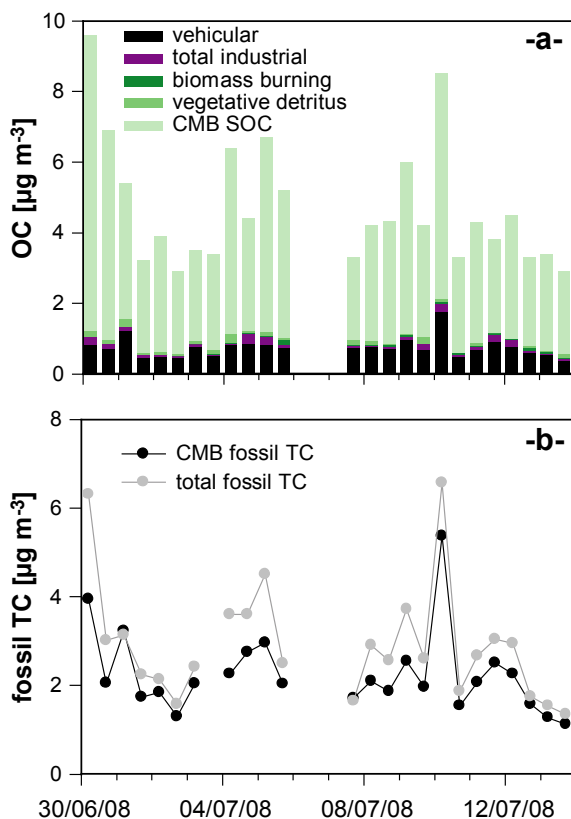 -a-
vehicular
total industrial
biomass burning
vegetative detritus
CMB SOC
OC [µg m-3]
10
8
6
4
2
0
-b-
CMB fossil TC
total fossil TC
fossil TC [µg m-3]
8
6
4
2
0
30/06/08 04/07/08 08/07/08 12/07/08